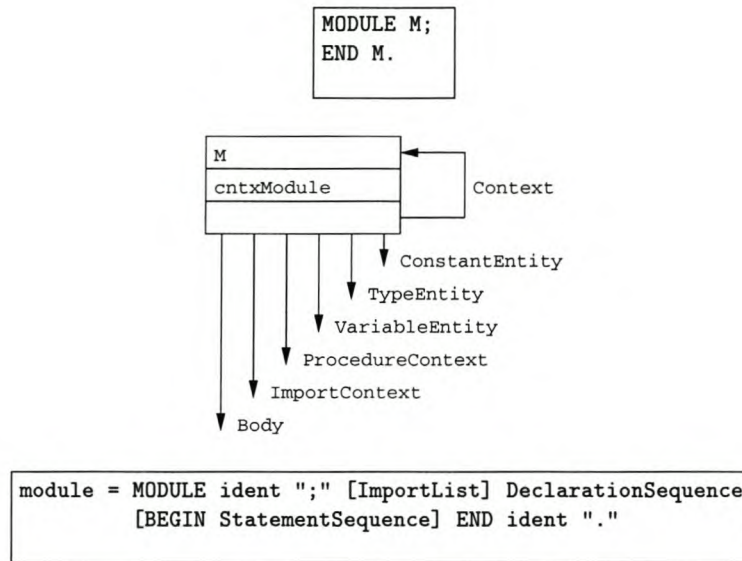 MODULE M;
END M.
M
cntxModule
Context
ConstantEntity
TypeEntity
VariableEntity
ProcedureContext
ImportContext
Body
module = MODULE ident ";" [ImportList] DeclarationSequence
[BEGIN StatementSequence] END ident "."